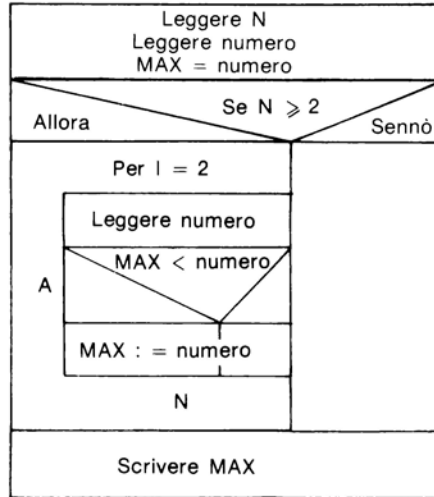 Leggere N
Leggere numero
MAX = numero
Se N ⩾ 2
Allora
Sennò
Per I = 2
Leggere numero
MAX < numero
A
MAX : = numero
N
Scrivere MAX